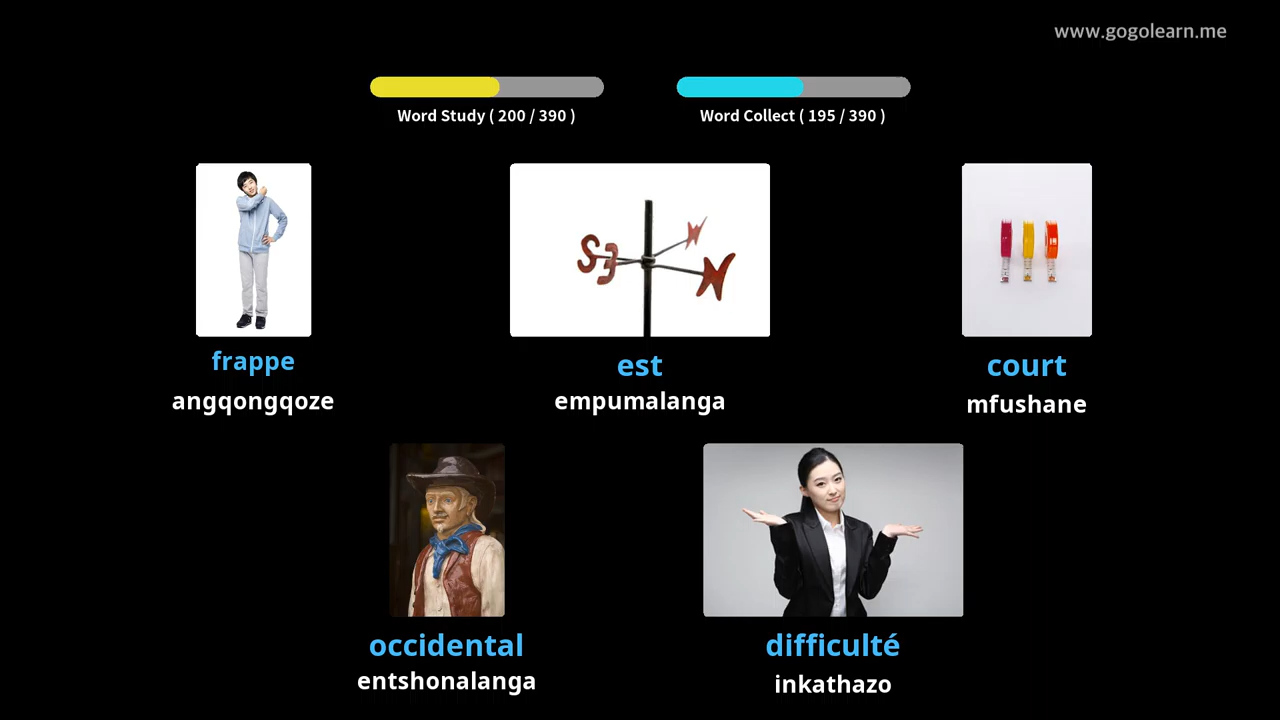 www.gogolearn.me
Word Study ( 200 / 390 )
Word Collect ( 195 / 390 )
S
E
N
frappe
angqongqoze
est
empumalanga
court
mfushane
occidental
entshonalanga
difficulté
inkathazo